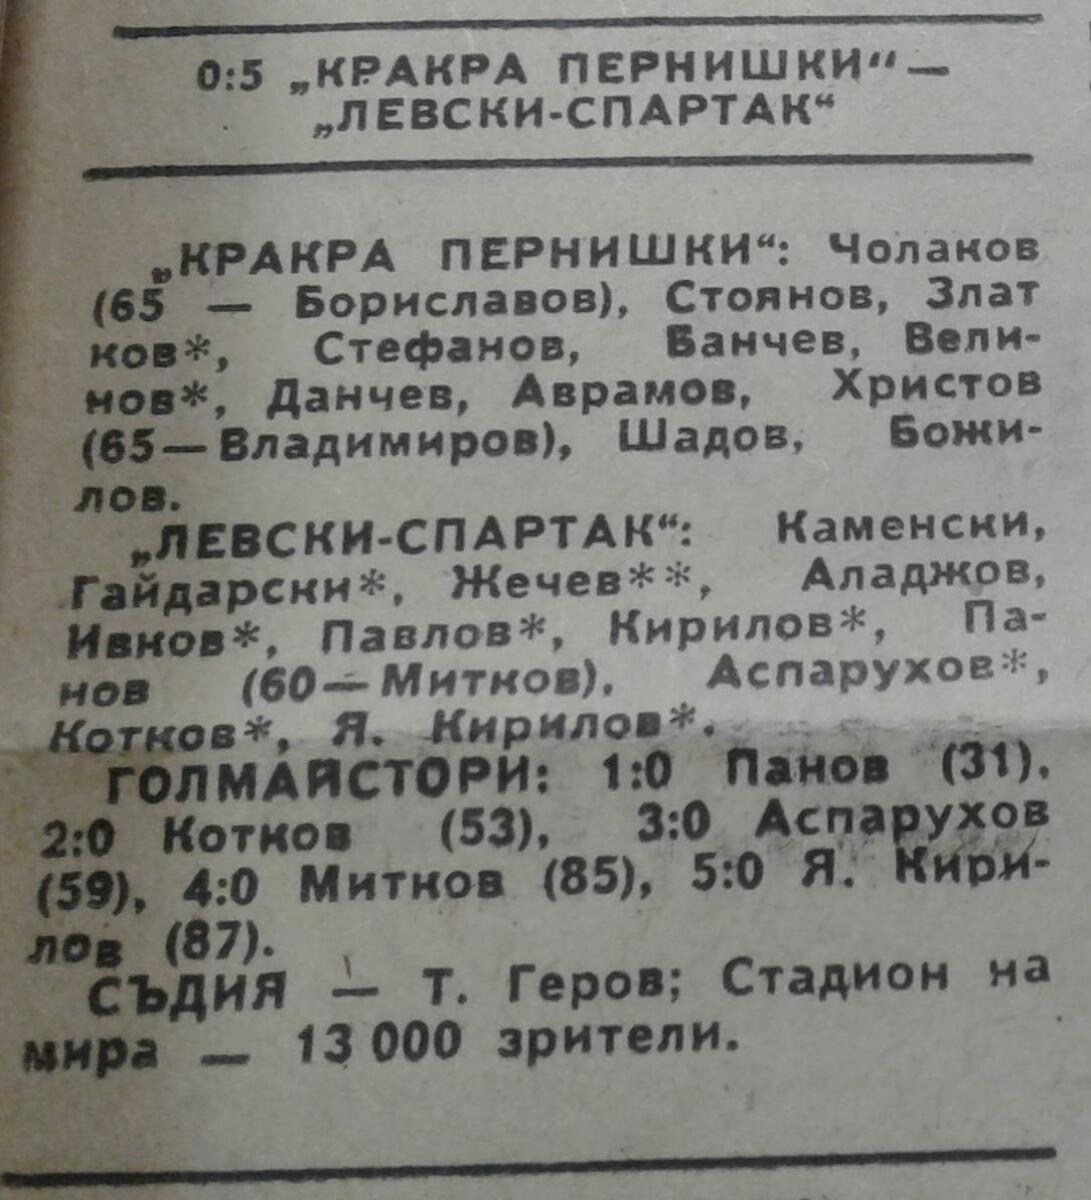 0:5 „КРАКРА ПЕРНИШКИ“ —
„ЛЕВСКИ-СПАРТАК“
„КРАКРА ПЕРНИШКИ“: Чолаков
(65 — Бориславов), Стоянов, Злат
ков*, Стефанов, Банчев, Вели-
нов*, Данчев, Аврамов, Христов
(65—Владимиров), Шадов, Божи-
лов.
„ЛЕВСКИ-СПАРТАК“: Каменски,
Гайдарски*, Жечев**, Аладжов,
Ивков*, Павлов*, Кирилов*, Па-
нов (60—Митков), Аспарухов*,
Котков*, Я. Кирилов*.
ГОЛМАЙСТОРИ: 1:0 Панов (31),
2:0 Котков (53), 3:0 Аспарухов
(59), 4:0 Митков (85), 5:0 Я. Кири-
лов (87).
СЪДИЯ — Т. Геров; Стадион на
мира — 13 000 зрители.